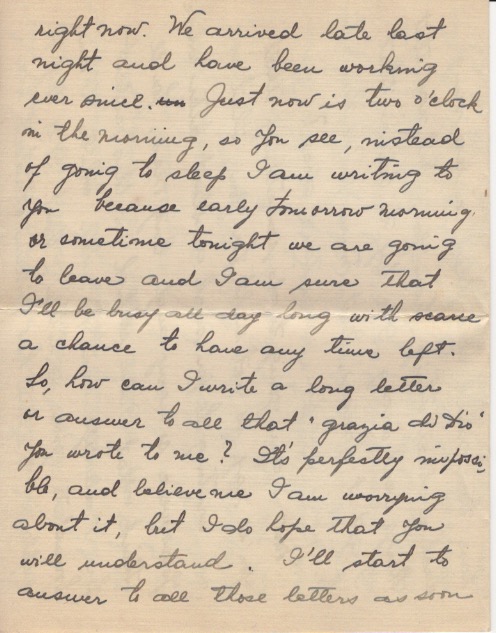 right now. We arrived late last
night and have been working
ever since. Just now is two o'clock
in the morning, so you see, instead
of going to sleep I am writing to
you because early tomorrow morning
or sometime tonight we are going
to leave and I am sure that
I'll be busy all day long with scarce
a chance to have any time left.
So, how can I write a long letter
or answer to all that "grazia di Dio"
you wrote to me? It's perfectly impossi-
ble, and believe me I am worrying
about it, but I do hope that you
will understand. I'll start to
answer to all those letters as soon